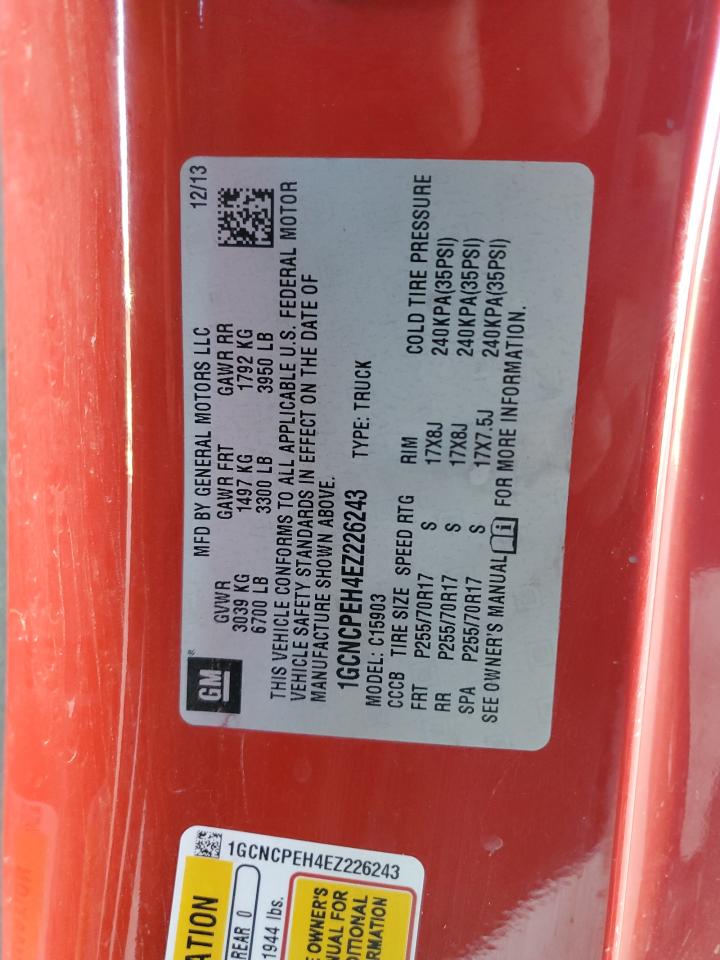 GM
MFD BY GENERAL MOTORS LLC 12/13
GVWR GAWR FRT GAWR RR
3039 KG 1497 KG 1792 KG
6700 LB 3300 LB 3950 LB
THIS VEHICLE CONFORMS TO ALL APPLICABLE U.S. FEDERAL MOTOR
VEHICLE SAFETY STANDARDS IN EFFECT ON THE DATE OF
MANUFACTURE SHOWN ABOVE.
1GCNCPEH4EZ226243 TYPE: TRUCK
MODEL: C15903
CCCB TIRE SIZE SPEED RTG RIM COLD TIRE PRESSURE
FRT P255/70R17 S 17X8J 240KPA(35PSI)
RR P255/70R17 S 17X8J 240KPA(35PSI)
SPA P255/70R17 S 17X7.5J 240KPA(35PSI)
SEE OWNER'S MANUAL FOR MORE INFORMATION.
1GCNCPEH4EZ226243
REAR 0
1944 lbs.